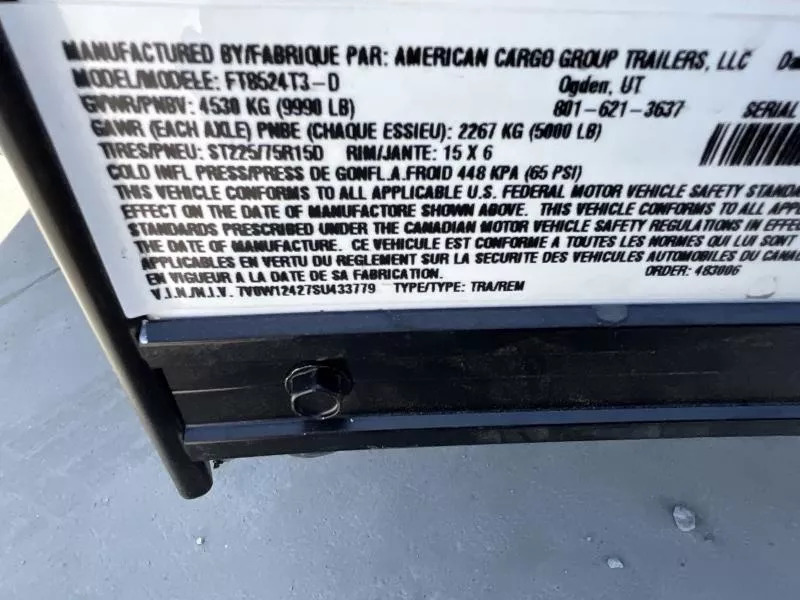 MANUFACTURED BY/FABRIQUE PAR: AMERICAN CARGO GROUP TRAILERS, LLC
MODEL/MODELE: FT8524T3-D Ogden, UT
GVWR/PNBV: 4530 KG (9990 LB) 801-621-3637 SERIAL
GAWR (EACH AXLE) PNBE (CHAQUE ESSIEU): 2267 KG (5000 LB)
TIRES/PNEU: ST225/75R15D RIM/JANTE: 15 X 6
COLD INFL PRESS/PRESS DE GONFL.A.FROID 448 KPA (65 PSI)
THIS VEHICLE CONFORMS TO ALL APPLICABLE U.S. FEDERAL MOTOR VEHICLE SAFETY STANDA
EFFECT ON THE DATE OF MANUFACTORE SHOWN ABOVE. THIS VEHICLE CONFORMS TO ALL APPL
STANDARDS PRESCRIBED UNDER THE CANADIAN MOTOR VEHICLE SAFETY REGULATIONS IN EFFE
THE DATE OF MANUFACTURE. CE VEHICULE EST CONFORME A TOUTES LES NORMES QUI LUI SONT
APPLICABLES EN VERTU DU REGLEMENT SUR LA SECURITE DES VEHICULES AUTOMOBILES DU CANA
EN VIGUEUR A LA DATE DE SA FABRICATION. ORDER: 483006
V.I.N./N.I.V. 7V0W12427SU433779 TYPE/TYPE: TRA/REM